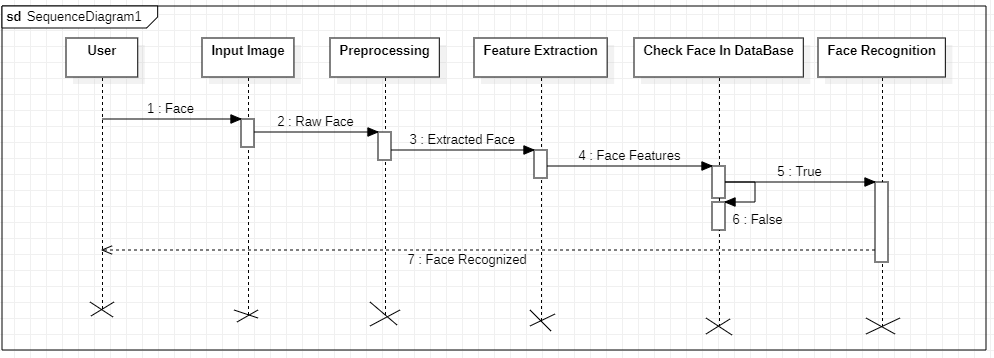 sd SequenceDiagram1
User
Input Image
Preprocessing
Feature Extraction
Check Face In DataBase
Face Recognition
1 : Face
2 : Raw Face
3 : Extracted Face
4 : Face Features
5 : True
6 : False
7 : Face Recognized